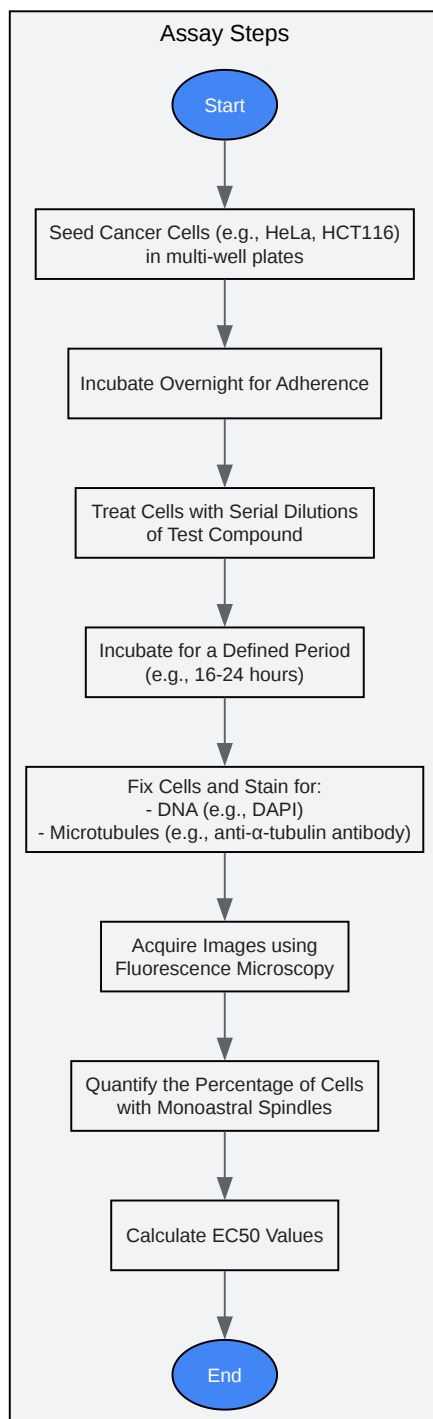 Assay Steps
Start
Seed Cancer Cells (e.g., HeLa, HCT116)
in multi-well plates
Incubate Overnight for Adherence
Treat Cells with Serial Dilutions
of Test Compound
Incubate for a Defined Period
(e.g., 16-24 hours)
Fix Cells and Stain for:
- DNA (e.g., DAPI)
- Microtubules (e.g., anti-α-tubulin antibody)
Acquire Images using
Fluorescence Microscopy
Quantify the Percentage of Cells
with Monoastral Spindles
Calculate EC50 Values
End